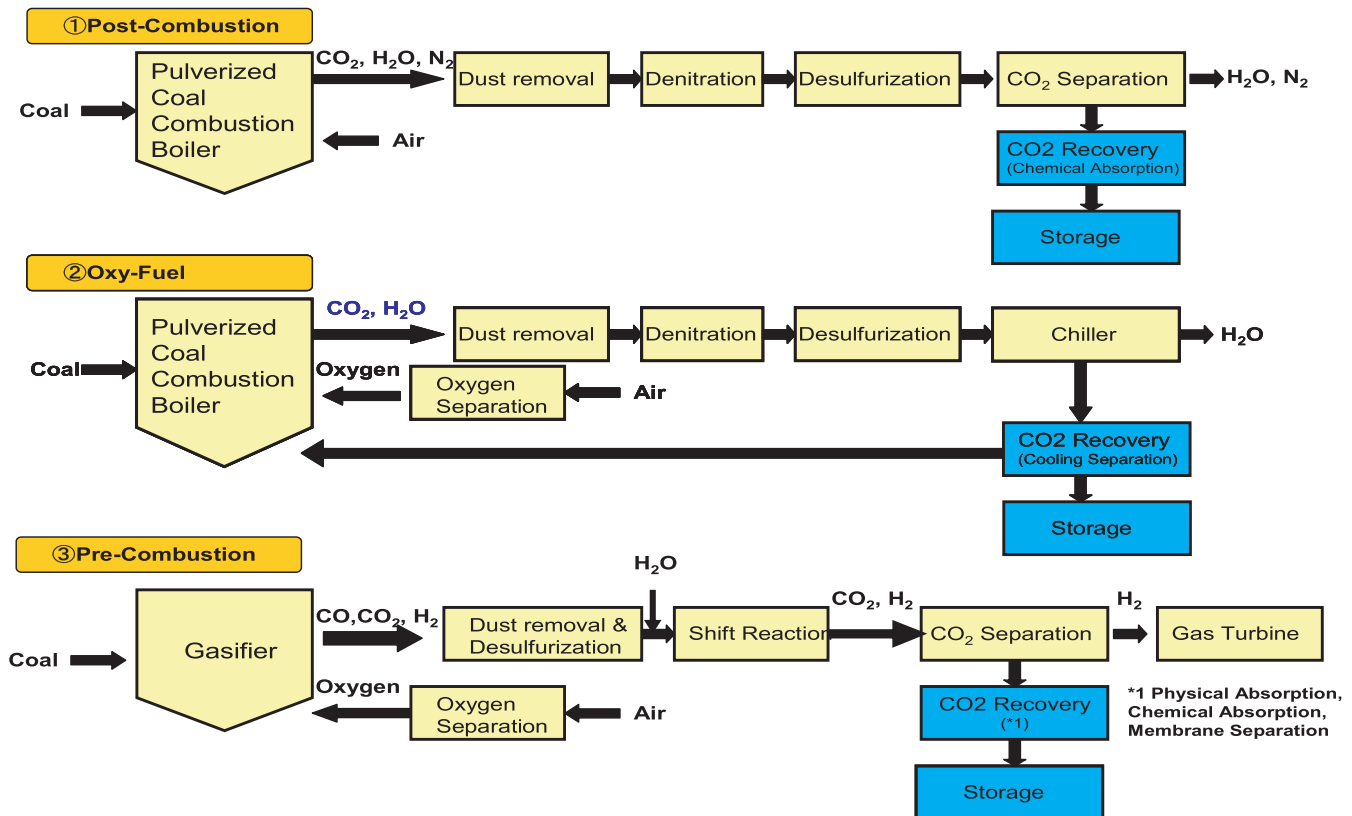 ①Post-Combustion
CO₂, H₂O, N₂
Pulverized
Coal
Combustion
Boiler
Coal
Air
Dust removal
Denitration
Desulfurization
CO₂ Separation
H₂O, N₂
CO2 Recovery
(Chemical Absorption)
Storage
②Oxy-Fuel
CO₂, H₂O
Pulverized
Coal
Combustion
Boiler
Coal
Oxygen
Oxygen
Separation
Air
Dust removal
Denitration
Desulfurization
Chiller
H₂O
CO2 Recovery
(Cooling Separation)
Storage
③Pre-Combustion
Coal
Gasifier
CO,CO₂, H₂
Oxygen
Oxygen
Separation
Air
Dust removal &
Desulfurization
H₂O
Shift Reaction
CO₂, H₂
CO₂ Separation
H₂
Gas Turbine
CO2 Recovery
(*1)
Storage
*1 Physical Absorption,
Chemical Absorption,
Membrane Separation